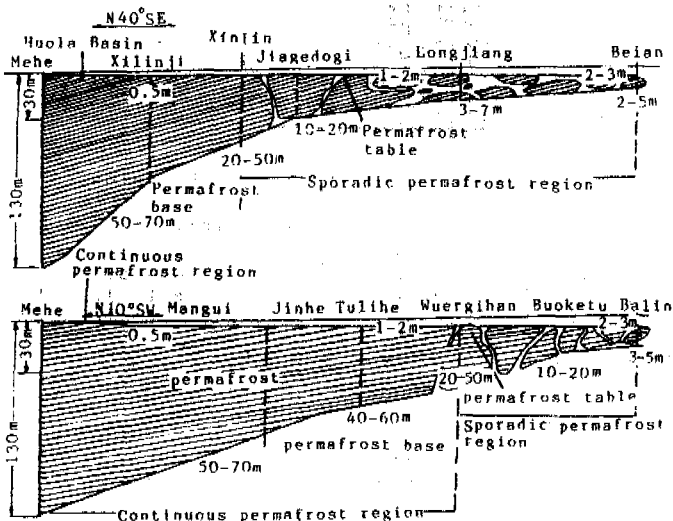 N40°SE
Huola Basin Xinlin
Mehe Xilinji Jiagedogi Longjiang Beian
1-2m 2-3m
30m 0.5m
3-7m 2-5m
10-20m Permafrost table
20-50m
Permafrost base Sporadic permafrost region
130m
50-70m
Continuous permafrost region
Mehe N10°SW Mangui Jinhe Tulihe Wuergihan Buoketu Balin
30m 0.5m 1-2m 2-3m
permafrost 20-50m 10-20m 3-5m
permafrost table
40-60m
permafrost base Sporadic permafrost region
50-70m
130m
Continuous permafrost region